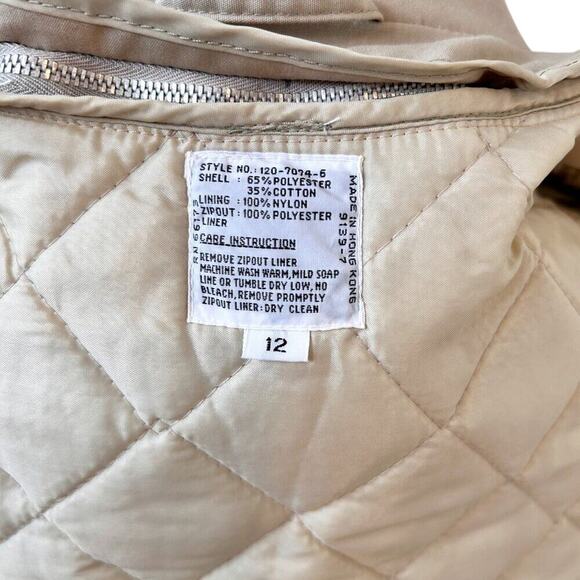 STYLE NO.: 120-7074-6
SHELL : 65%POLYESTER
35%COTTON
LINING : 100%NYLON
ZIPOUT: 100%POLYESTER
LINER
CARE INSTRUCTION
REMOVE ZIPOUT LINER
MACHINE WASH WARM, MILD SOAP
LINE OR TUMBLE DRY LOW, NO
BLEACH, REMOVE PROMPTLY
ZIPOUT LINER: DRY CLEAN
MADE IN HONG KONG
9139-7
RN 66173
12